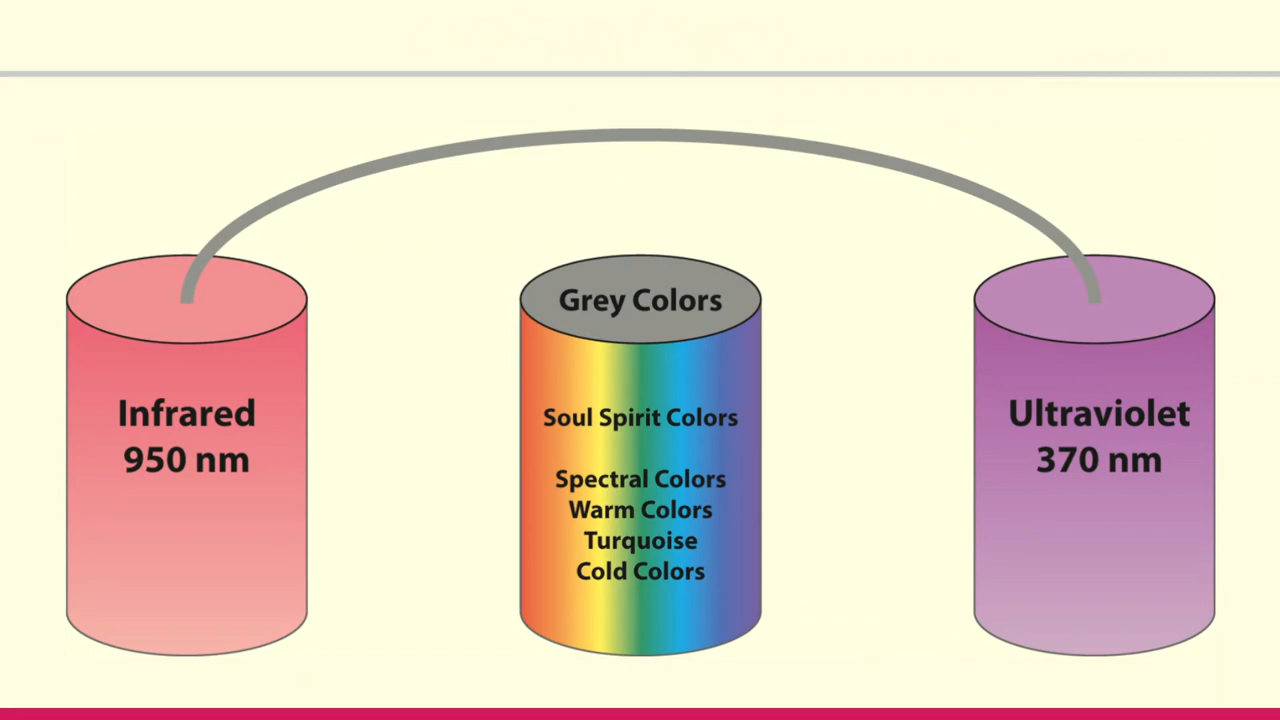 Grey Colors
Infrared
950 nm
Soul Spirit Colors
Spectral Colors
Warm Colors
Turquoise
Cold Colors
Ultraviolet
370 nm